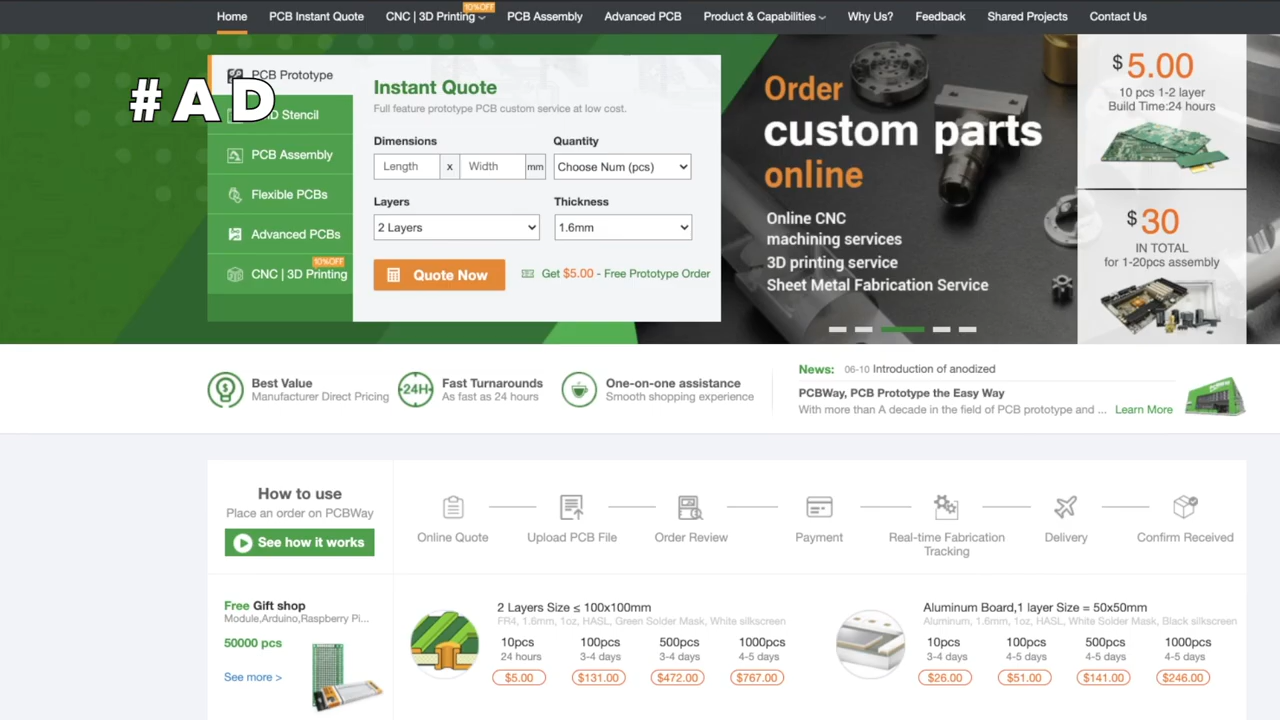 Home PCB Instant Quote CNC | 3D Printing 10%OFF PCB Assembly Advanced PCB Product & Capabilities Why Us? Feedback Shared Projects Contact Us
#AD
PCB Prototype
Stencil
PCB Assembly
Flexible PCBs
Advanced PCBs
10%OFF
CNC | 3D Printing
Instant Quote
Full feature prototype PCB custom service at low cost.
Dimensions Quantity
Length x Width mm Choose Num (pcs)
Layers Thickness
2 Layers 1.6mm
Quote Now Get $5.00 - Free Prototype Order
Order
custom parts
online
Online CNC
machining services
3D printing service
Sheet Metal Fabrication Service
$5.00
10 pcs 1-2 layer
Build Time:24 hours
$30
IN TOTAL
for 1-20pcs assembly
Best Value
Manufacturer Direct Pricing
24H
Fast Turnarounds
As fast as 24 hours
One-on-one assistance
Smooth shopping experience
News: 06-10 Introduction of anodized
PCBWay, PCB Prototype the Easy Way
With more than A decade in the field of PCB prototype and ... Learn More
How to use
Place an order on PCBWay
See how it works
Online Quote
Upload PCB File
Order Review
Payment
Real-time Fabrication
Tracking
Delivery
Confirm Received
Free Gift shop
Module,Arduino,Raspberry Pi...
50000 pcs
See more >
2 Layers Size ≤ 100x100mm
FR4, 1.6mm, 1oz, HASL, Green Solder Mask, White silkscreen
10pcs 100pcs 500pcs 1000pcs
24 hours 3-4 days 3-4 days 4-5 days
$5.00 $131.00 $472.00 $767.00
Aluminum Board,1 layer Size = 50x50mm
Aluminum, 1.6mm, 1oz, HASL, White Solder Mask, Black silkscreen
10pcs 100pcs 500pcs 1000pcs
3-4 days 4-5 days 4-5 days 4-5 days
$26.00 $51.00 $141.00 $246.00